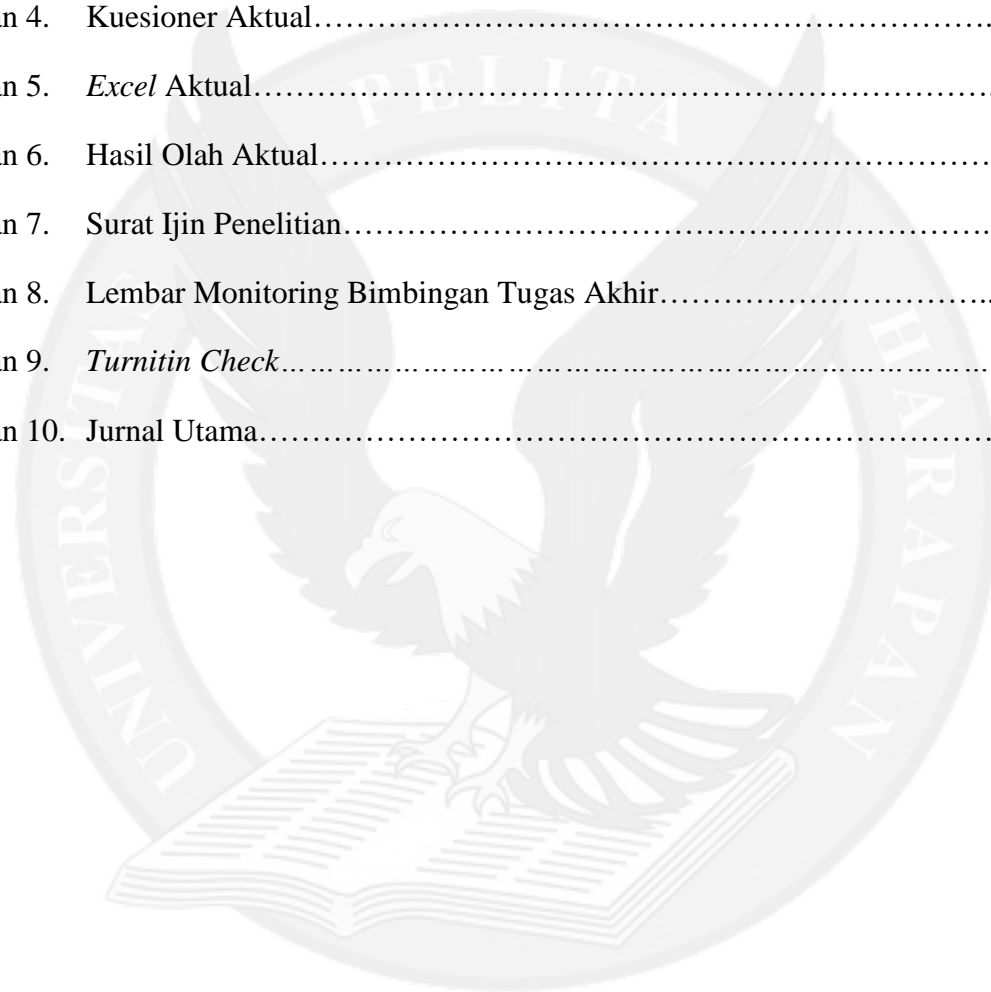 an 4. Kuesioner Aktual……………………………………………………….
an 5. Excel Aktual…………………………………………………………………
an 6. Hasil Olah Aktual……………………………………………………………
an 7. Surat Ijin Penelitian……………………………………………………….
an 8. Lembar Monitoring Bimbingan Tugas Akhir…………………………..
an 9. Turnitin Check………………………………………………………………
an 10. Jurnal Utama…………………………………………………………………
UNIVERSITAS PELITA HARAPAN